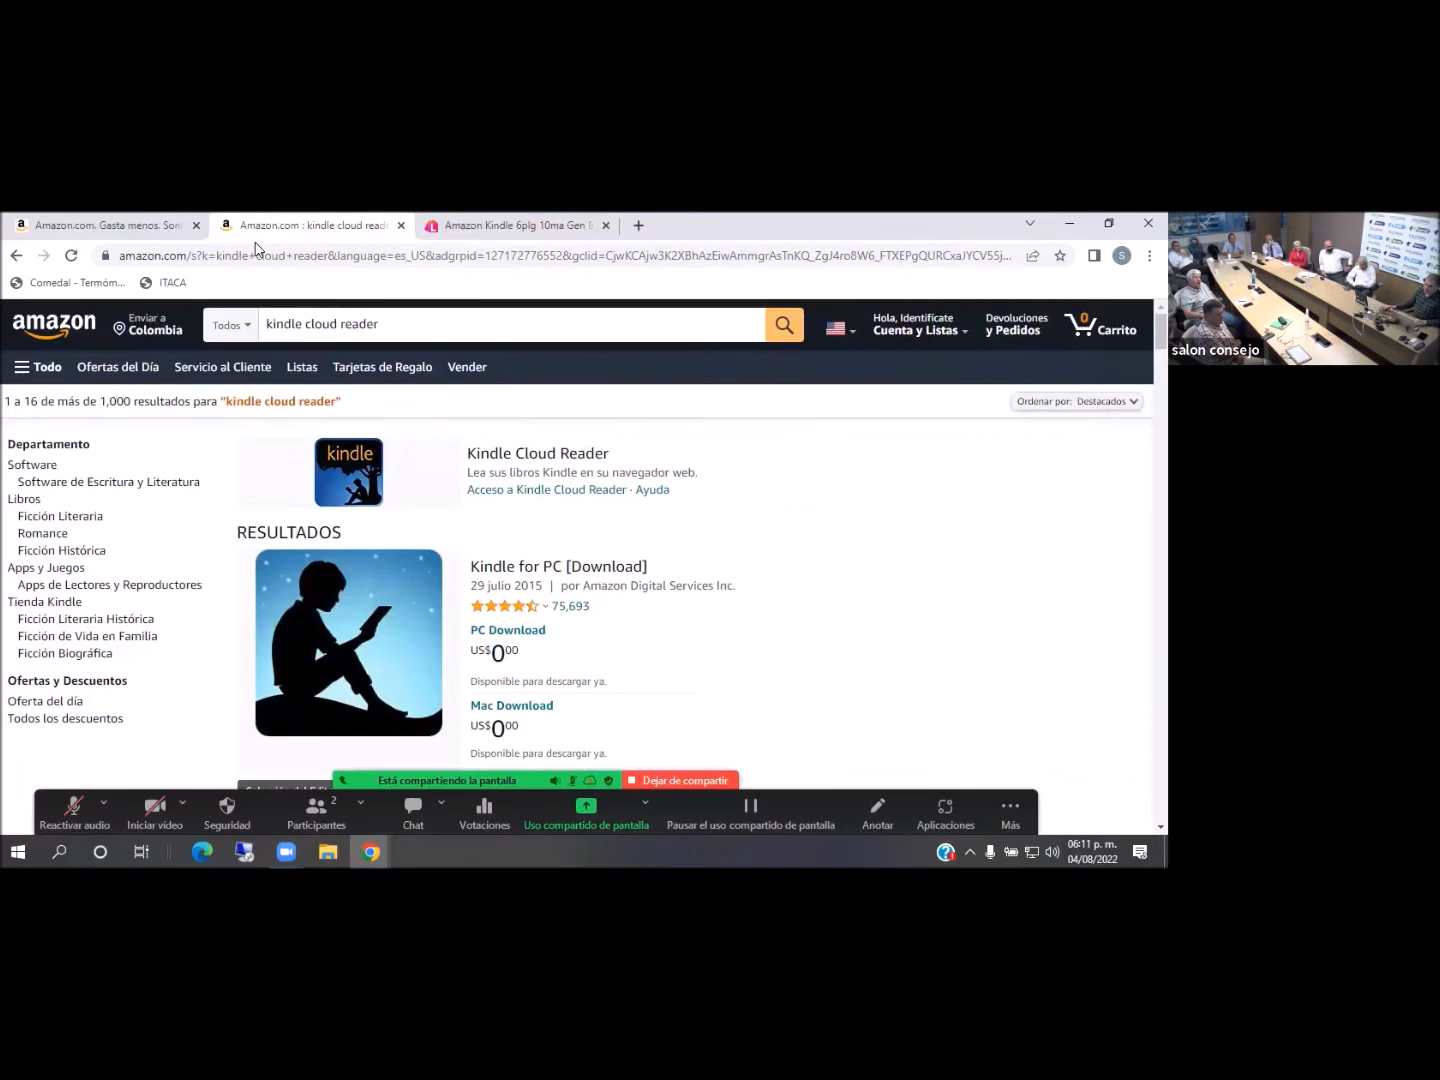 Amazon.com. Gasta menos. Son
Amazon.com : kindle cloud read
Amazon Kindle 6plg 10ma Gen 8
amazon.com/s?k=kindle+cloud+reader&language=es_US&adgrpid=127172776552&gclid=CjwKCAjw3K2XBhAzEiwAmmgrAsTnKQ_ZgJ4ro8W6_FTXEPgQURCxaJYCV55j...
S
Comedal - Termóm...
ITACA
amazon
Enviar a
Colombia
Todos
kindle cloud reader
Hola, Identifícate
Cuenta y Listas
Devoluciones
y Pedidos
0
Carrito
Todo
Ofertas del Día
Servicio al Cliente
Listas
Tarjetas de Regalo
Vender
1 a 16 de más de 1,000 resultados para "kindle cloud reader"
Ordenar por: Destacados
Departamento
Software
Software de Escritura y Literatura
Libros
Ficción Literaria
Romance
Ficción Histórica
Apps y Juegos
Apps de Lectores y Reproductores
Tienda Kindle
Ficción Literaria Histórica
Ficción de Vida en Familia
Ficción Biográfica
Ofertas y Descuentos
Oferta del día
Todos los descuentos
kindle
Kindle Cloud Reader
Lea sus libros Kindle en su navegador web.
Acceso a Kindle Cloud Reader · Ayuda
RESULTADOS
Kindle for PC [Download]
29 julio 2015 | por Amazon Digital Services Inc.
75,693
PC Download
US$000
Disponible para descargar ya.
Mac Download
US$000
Disponible para descargar ya.
Está compartiendo la pantalla
Dejar de compartir
Reactivar audio
Iniciar vídeo
Seguridad
Participantes
2
Chat
Votaciones
Uso compartido de pantalla
Pausar el uso compartido de pantalla
Anotar
Aplicaciones
Más
06:11 p. m.
04/08/2022
salon consejo